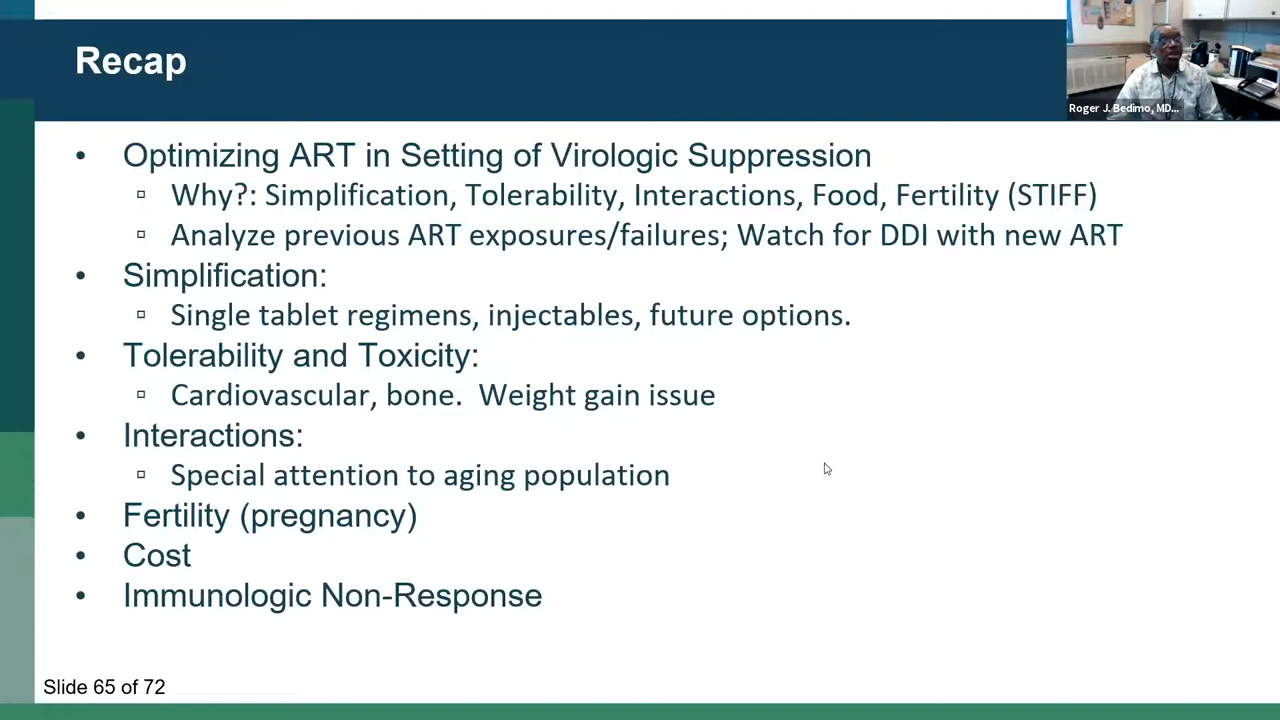 Recap
Roger J. Bedimo, MD...
• Optimizing ART in Setting of Virologic Suppression
▫ Why?: Simplification, Tolerability, Interactions, Food, Fertility (STIFF)
▫ Analyze previous ART exposures/failures; Watch for DDI with new ART
• Simplification:
▫ Single tablet regimens, injectables, future options.
• Tolerability and Toxicity:
▫ Cardiovascular, bone.  Weight gain issue
• Interactions:
▫ Special attention to aging population
• Fertility (pregnancy)
• Cost
• Immunologic Non-Response
Slide 65 of 72